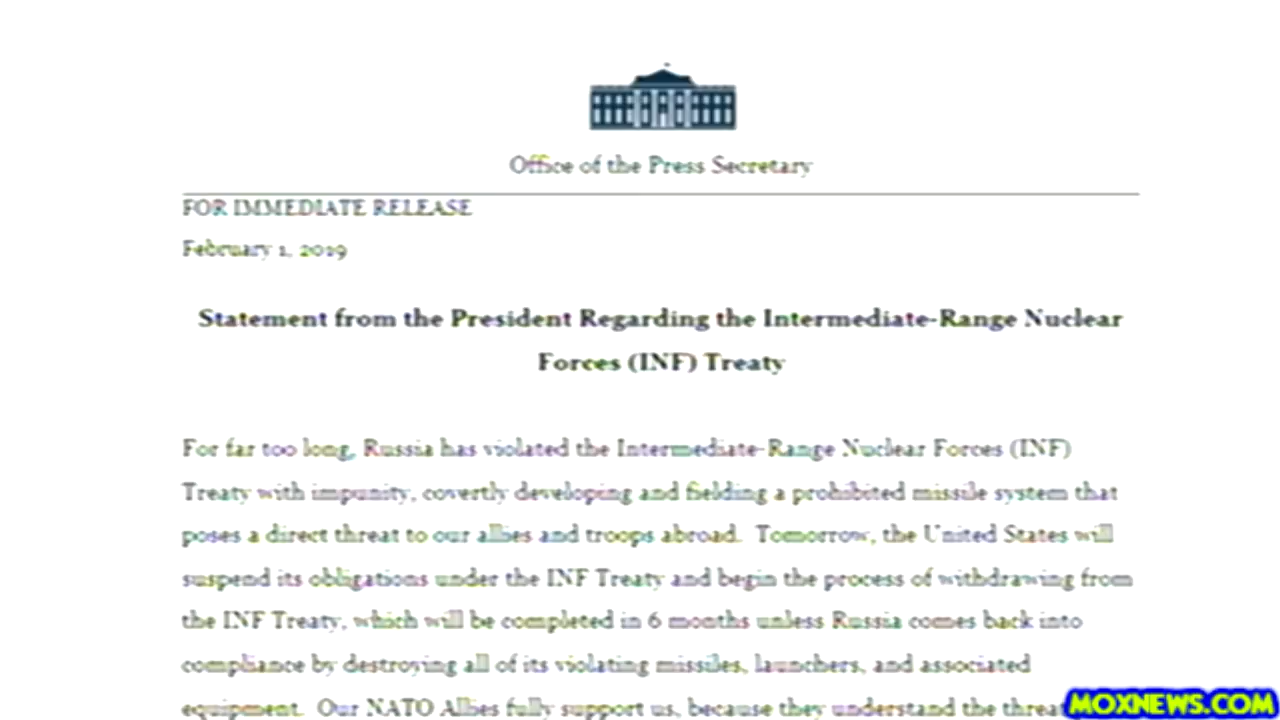 Office of the Press Secretary
FOR IMMEDIATE RELEASE
February 1, 2019
Statement from the President Regarding the Intermediate-Range Nuclear
Forces (INF) Treaty
For far too long, Russia has violated the Intermediate-Range Nuclear Forces (INF)
Treaty with impunity, covertly developing and fielding a prohibited missile system that
poses a direct threat to our allies and troops abroad. Tomorrow, the United States will
suspend its obligations under the INF Treaty and begin the process of withdrawing from
the INF Treaty, which will be completed in 6 months unless Russia comes back into
compliance by destroying all of its violating missiles, launchers, and associated
equipment. Our NATO Allies fully support us, because they understand the
MOXNEWS.COM